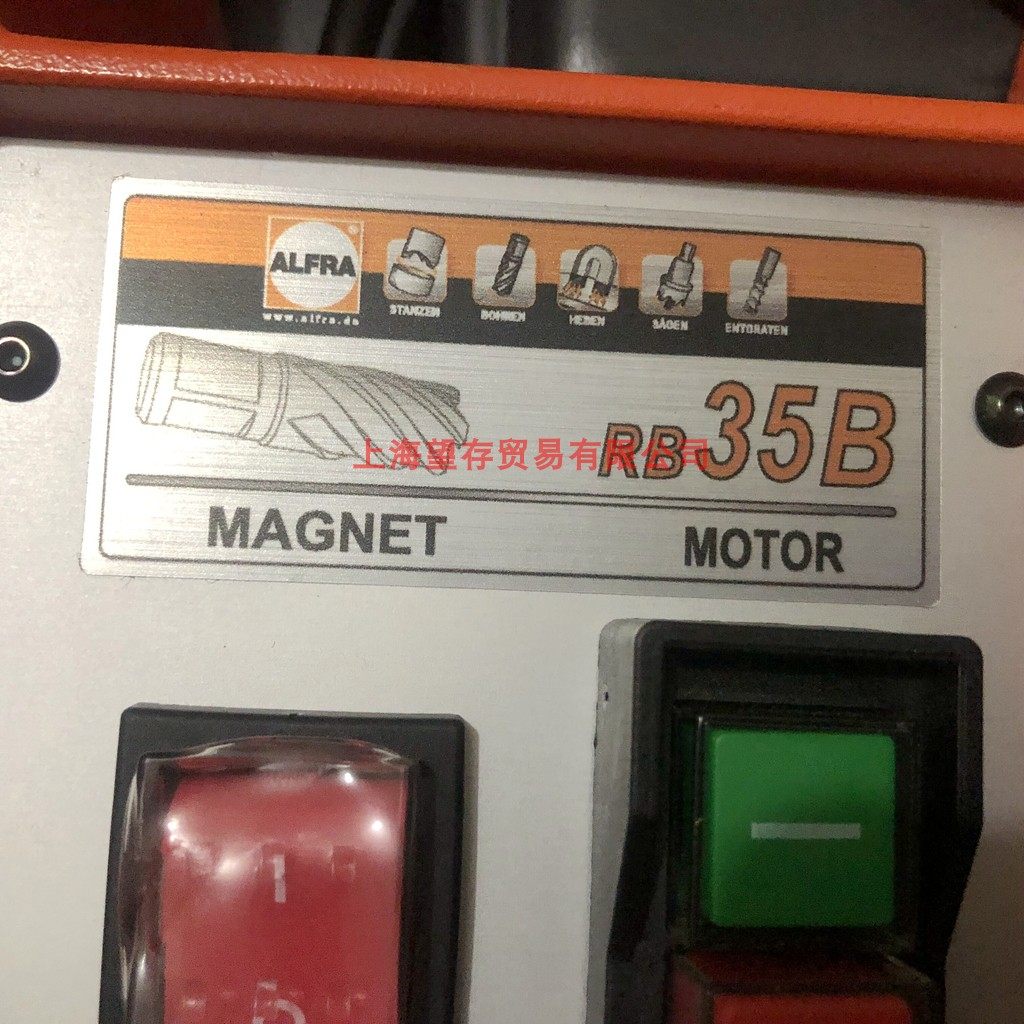 ALFRA
®
www.alfra.de
STANZEN
BOHREN
HEBEN
SÄGEN
ENTGRATEN
RB 35B
上海望存贸易有限公司
MAGNET
MOTOR
I